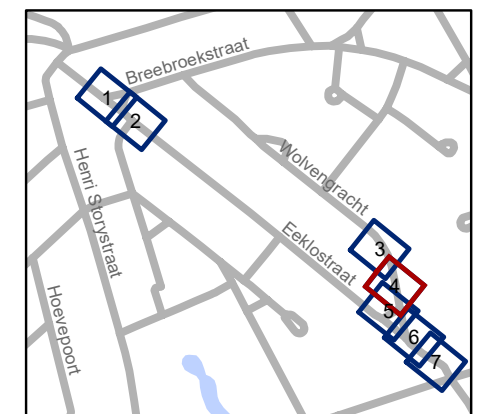 Breebroekstraat
1
2
Wolvengracht
Henri Storystraat
Eeklostraat
3
4
5
6
7
Hoevepoort